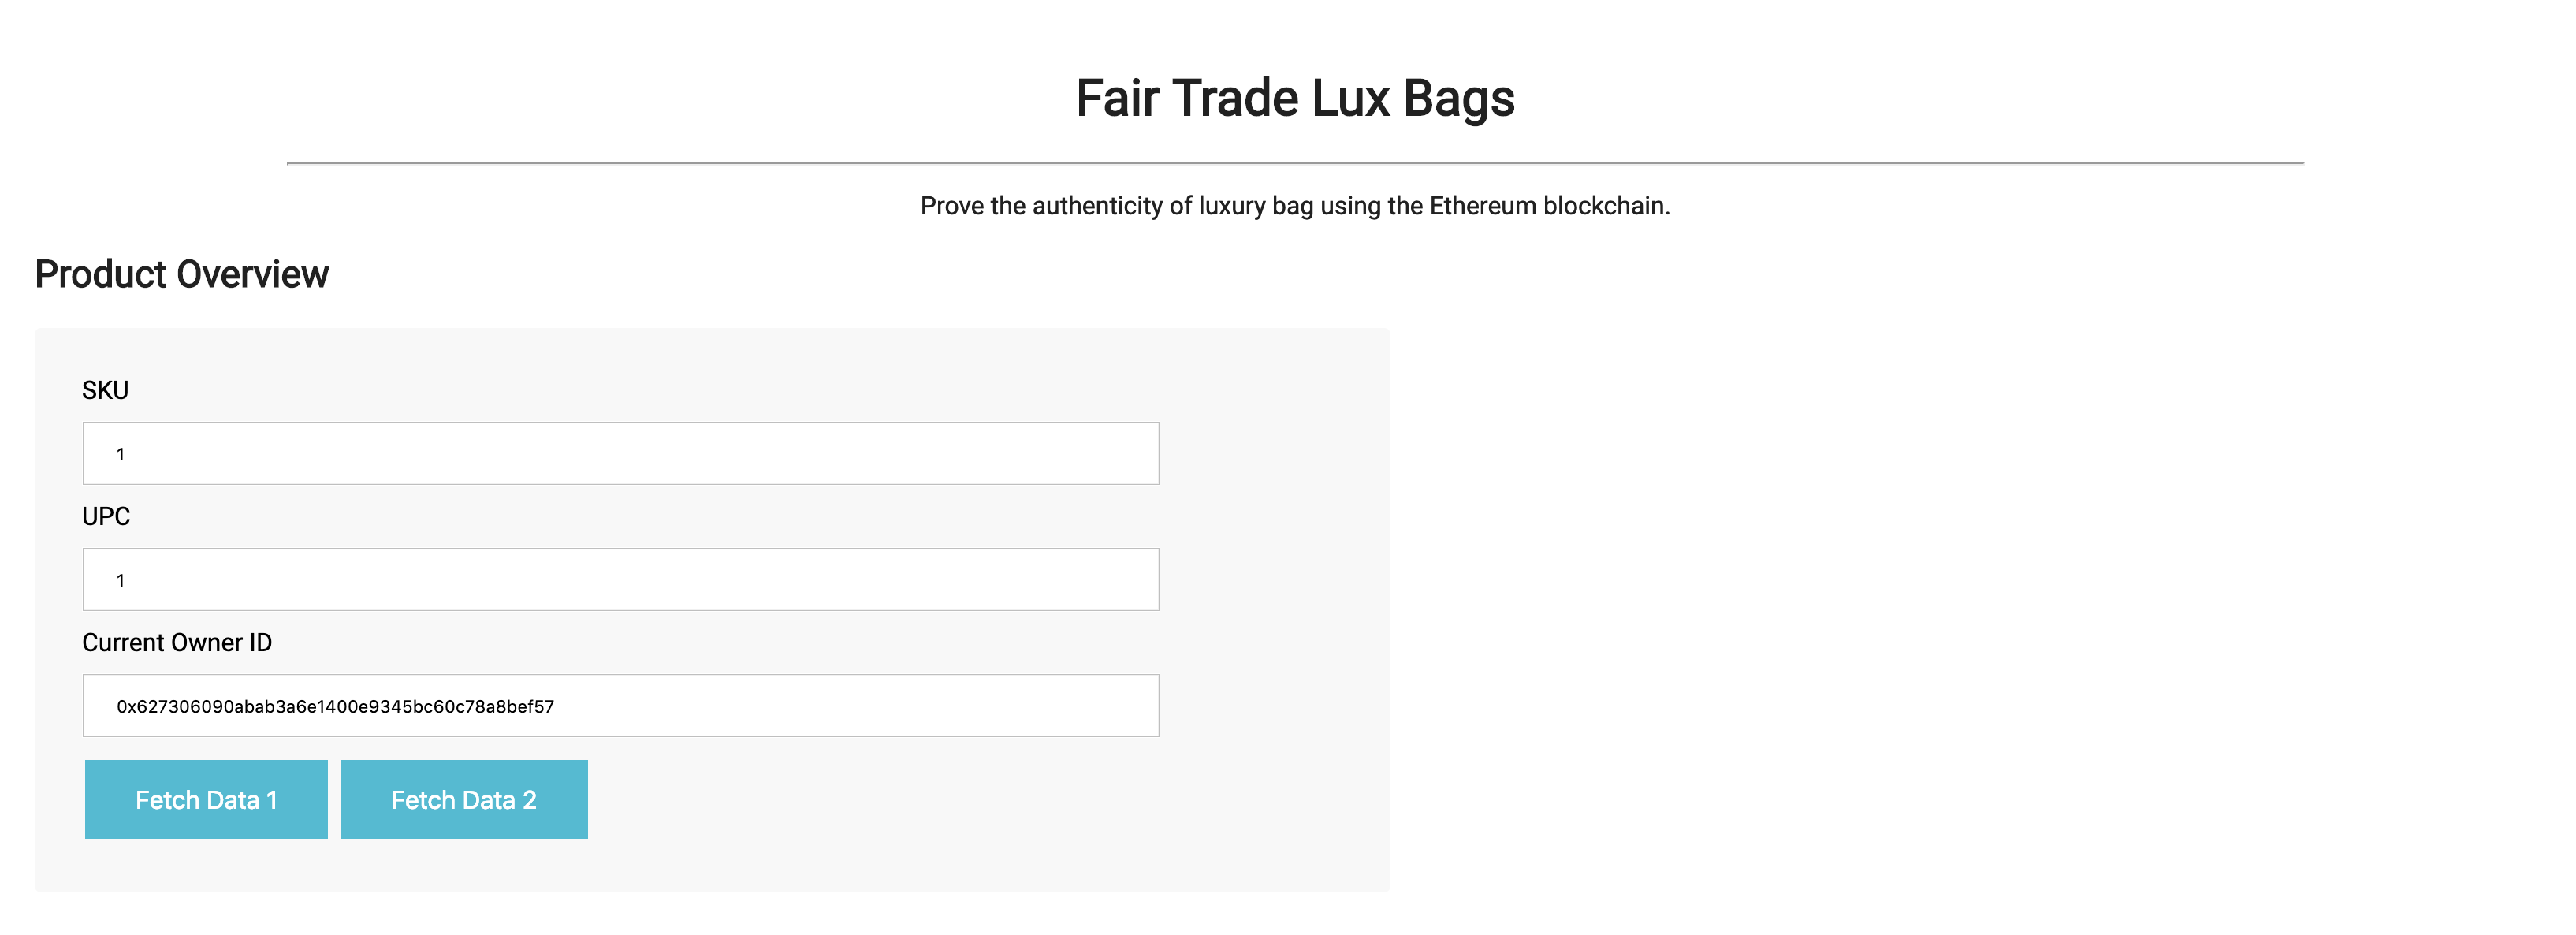 Fair Trade Lux Bags
Prove the authenticity of luxury bag using the Ethereum blockchain.
Product Overview
SKU
1
UPC
1
Current Owner ID
0x627306090abab3a6e1400e9345bc60c78a8bef57
Fetch Data 1
Fetch Data 2